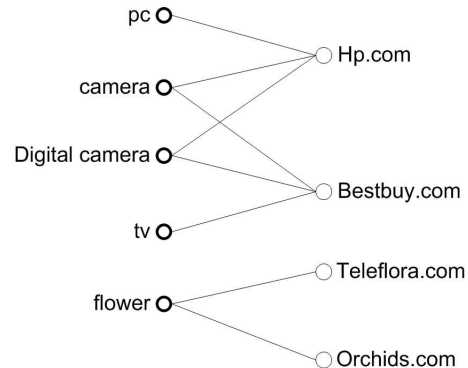 pc
Hp.com
camera
Digital camera
Bestbuy.com
tv
Teleflora.com
flower
Orchids.com